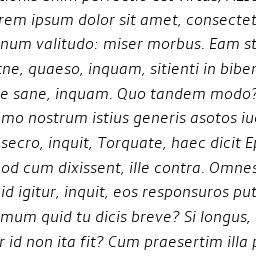 rem ipsum dolor sit amet, consectet
num valitudo: miser morbus. Eam st
ne, quaeso, inquam, sitienti in biber
e sane, inquam. Quo tandem modo?
mo nostrum istius generis asotos iu
secro, inquit, Torquate, haec dicit Ep
od cum dixissent, ille contra. Omnes
id igitur, inquit, eos responsuros put
mum quid tu dicis breve? Si longus,
r id non ita fit? Cum praesertim illa p